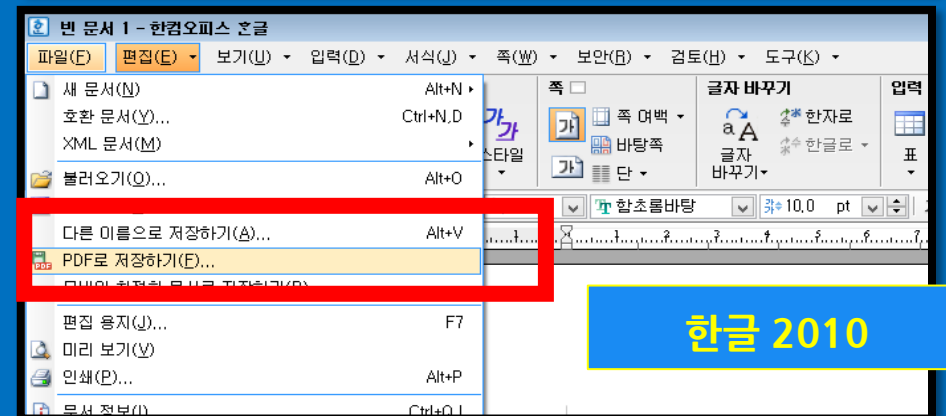 빈 문서 1 - 한컴오피스 흔글
파일(F) 편집(E) 보기(U) 입력(D) 서식(J) 쪽(W) 보안(R) 검토(H) 도구(K)
새 문서(N) Alt+N
호환 문서(Y)... Ctrl+N,D
XML 문서(M)
불러오기(O)... Alt+O
다른 이름으로 저장하기(A)... Alt+V
PDF로 저장하기(F)...
편집 용지(J)... F7
미리 보기(V)
인쇄(P)... Alt+P
문서 정보(I)...
스타일
쪽
쪽 여백
바탕쪽
단
글자 바꾸기
글자 바꾸기
한자로
한글로
입력
표
함초롬바탕 10,0 pt
한글 2010